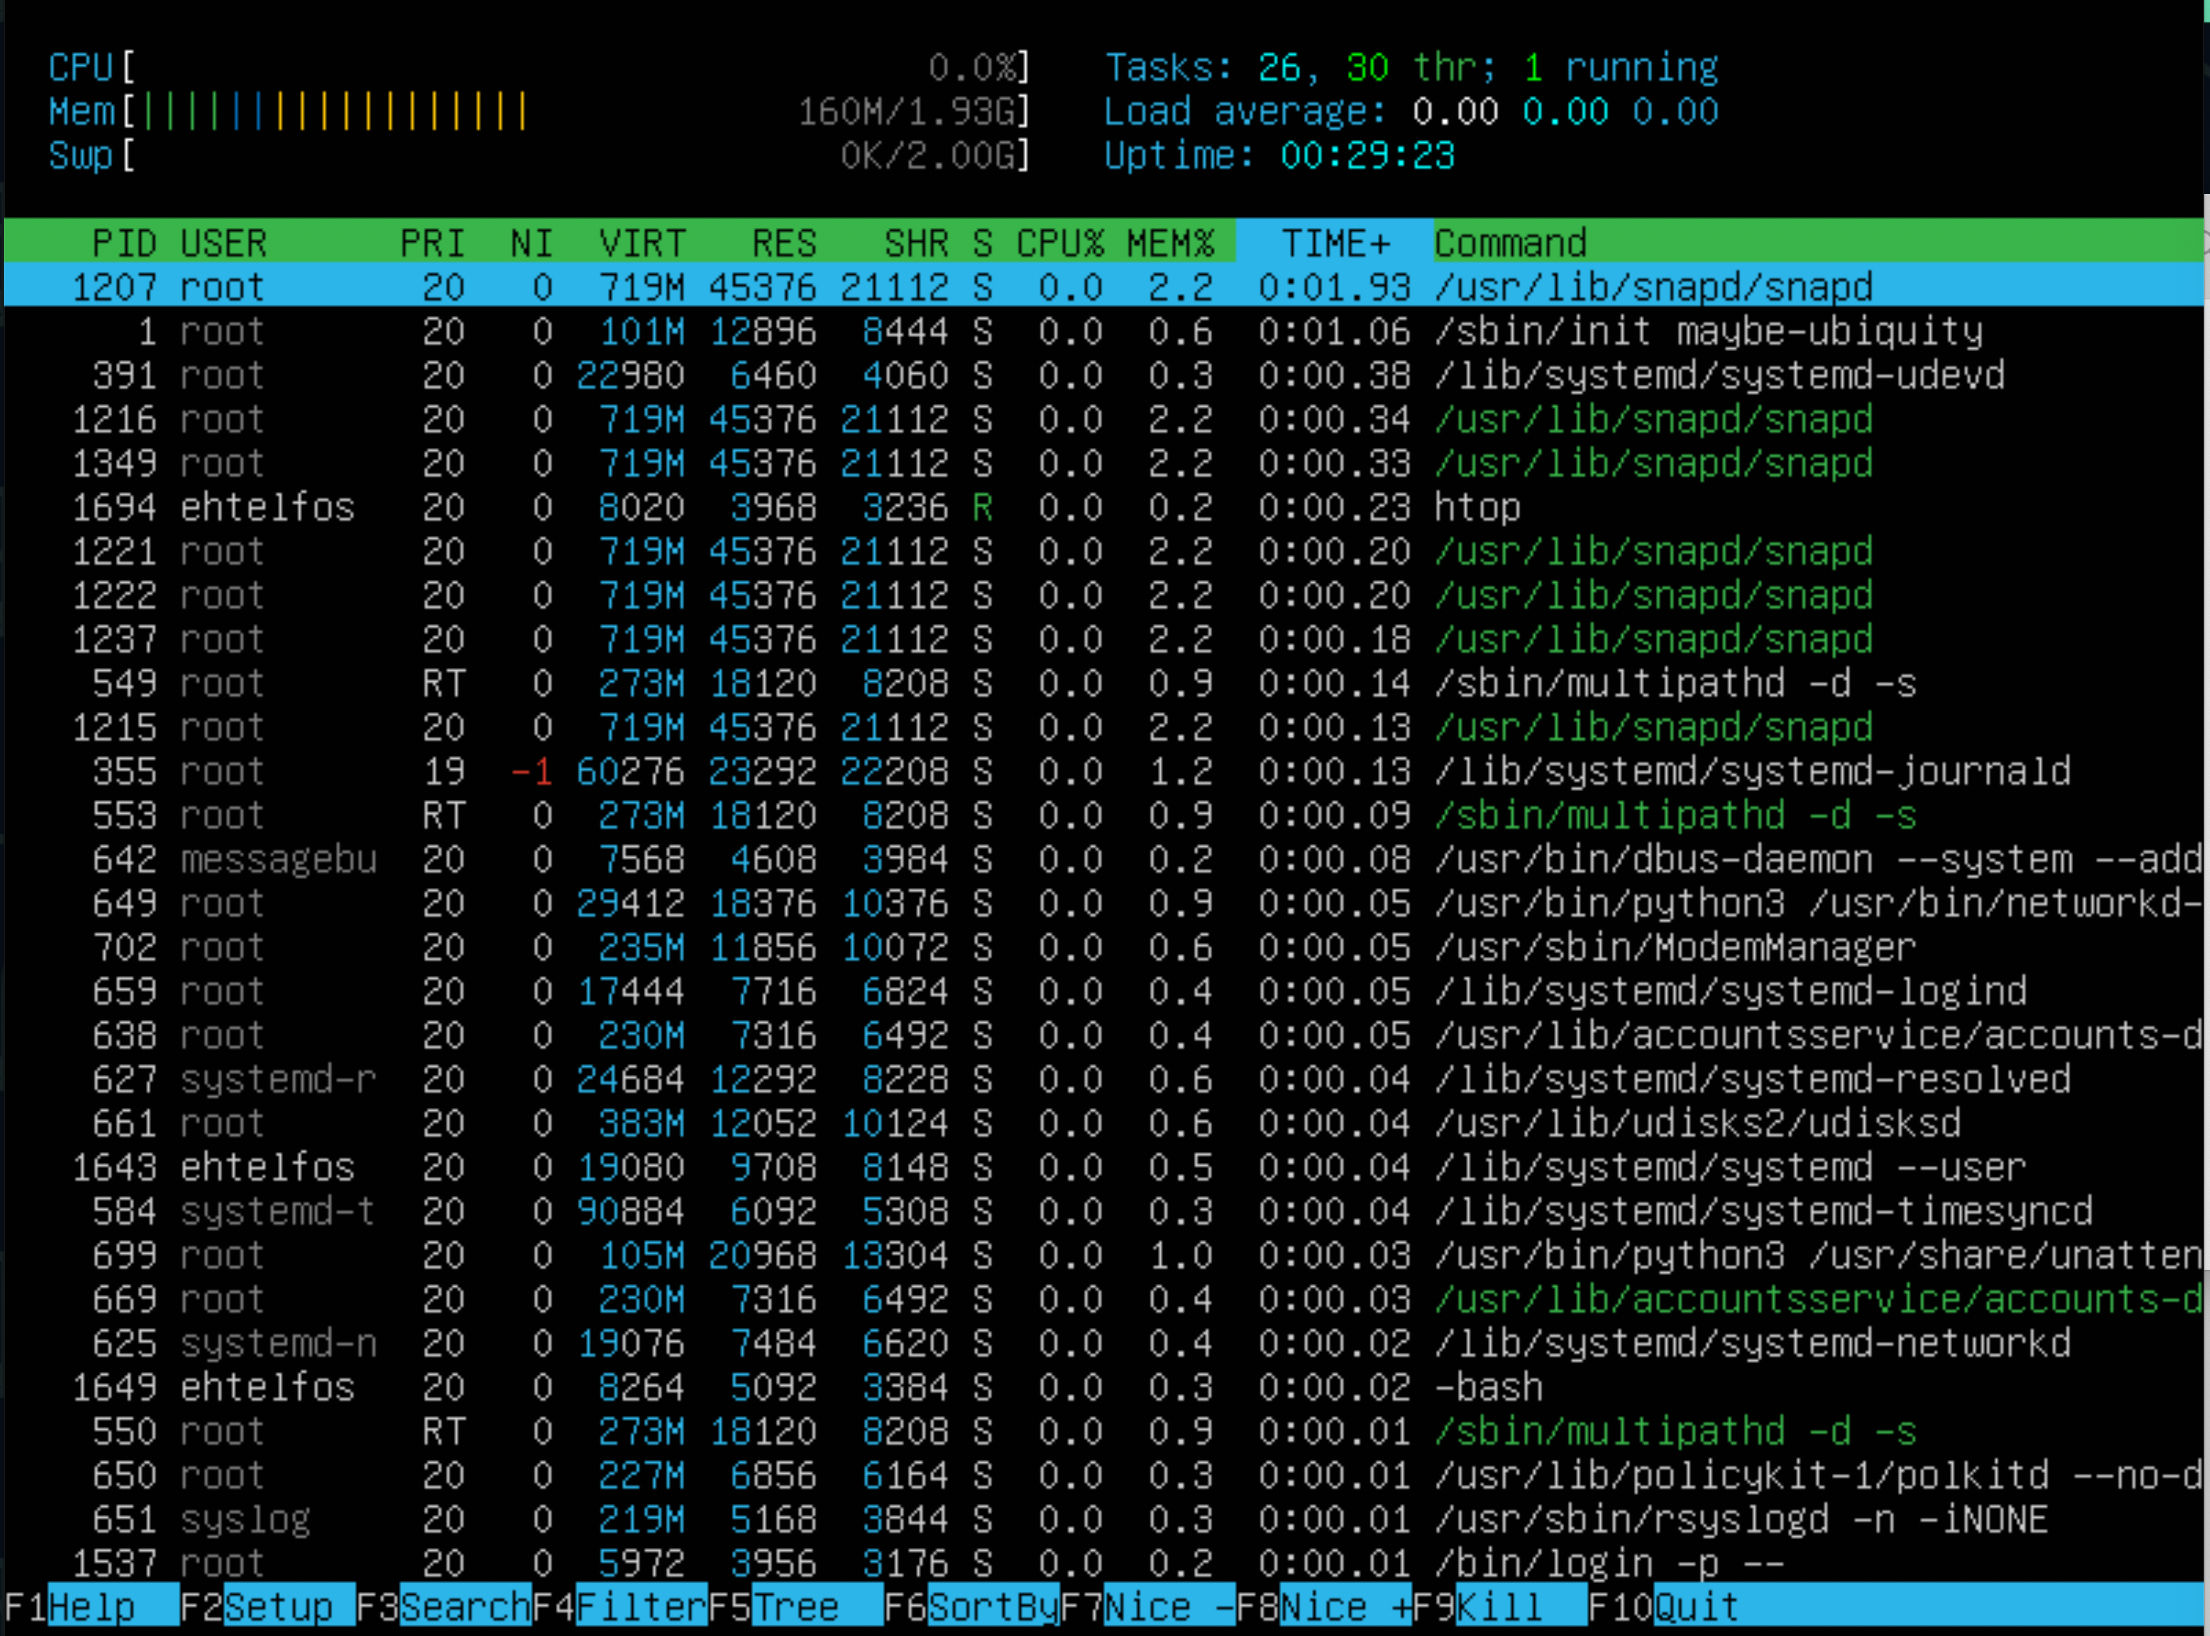 CPU[ 0.0%] Tasks: 26, 30 thr; 1 running
Mem[|||||||||||||||||| 160M/1.93G] Load average: 0.00 0.00 0.00
Swp[ 0K/2.00G] Uptime: 00:29:23
PID USER PRI NI VIRT RES SHR S CPU% MEM% TIME+ Command
1207 root 20 0 719M 45376 21112 S 0.0 2.2 0:01.93 /usr/lib/snapd/snapd
1 root 20 0 101M 12896 8444 S 0.0 0.6 0:01.06 /sbin/init maybe-ubiquity
391 root 20 0 22980 6460 4060 S 0.0 0.3 0:00.38 /lib/systemd/systemd-udevd
1216 root 20 0 719M 45376 21112 S 0.0 2.2 0:00.34 /usr/lib/snapd/snapd
1349 root 20 0 719M 45376 21112 S 0.0 2.2 0:00.33 /usr/lib/snapd/snapd
1694 ehtelfos 20 0 8020 3968 3236 R 0.0 0.2 0:00.23 htop
1221 root 20 0 719M 45376 21112 S 0.0 2.2 0:00.20 /usr/lib/snapd/snapd
1222 root 20 0 719M 45376 21112 S 0.0 2.2 0:00.20 /usr/lib/snapd/snapd
1237 root 20 0 719M 45376 21112 S 0.0 2.2 0:00.18 /usr/lib/snapd/snapd
549 root RT 0 273M 18120 8208 S 0.0 0.9 0:00.14 /sbin/multipathd -d -s
1215 root 20 0 719M 45376 21112 S 0.0 2.2 0:00.13 /usr/lib/snapd/snapd
355 root 19 -1 60276 23292 22208 S 0.0 1.2 0:00.13 /lib/systemd/systemd-journald
553 root RT 0 273M 18120 8208 S 0.0 0.9 0:00.09 /sbin/multipathd -d -s
642 messagebu 20 0 7568 4608 3984 S 0.0 0.2 0:00.08 /usr/bin/dbus-daemon --system --add
649 root 20 0 29412 18376 10376 S 0.0 0.9 0:00.05 /usr/bin/python3 /usr/bin/networkd-
702 root 20 0 235M 11856 10072 S 0.0 0.6 0:00.05 /usr/sbin/ModemManager
659 root 20 0 17444 7716 6824 S 0.0 0.4 0:00.05 /lib/systemd/systemd-logind
638 root 20 0 230M 7316 6492 S 0.0 0.4 0:00.05 /usr/lib/accountsservice/accounts-d
627 systemd-r 20 0 24684 12292 8228 S 0.0 0.6 0:00.04 /lib/systemd/systemd-resolved
661 root 20 0 383M 12052 10124 S 0.0 0.6 0:00.04 /usr/lib/udisks2/udisksd
1643 ehtelfos 20 0 19080 9708 8148 S 0.0 0.5 0:00.04 /lib/systemd/systemd --user
584 systemd-t 20 0 90884 6092 5308 S 0.0 0.3 0:00.04 /lib/systemd/systemd-timesyncd
699 root 20 0 105M 20968 13304 S 0.0 1.0 0:00.03 /usr/bin/python3 /usr/share/unatten
669 root 20 0 230M 7316 6492 S 0.0 0.4 0:00.03 /usr/lib/accountsservice/accounts-d
625 systemd-n 20 0 19076 7484 6620 S 0.0 0.4 0:00.02 /lib/systemd/systemd-networkd
1649 ehtelfos 20 0 8264 5092 3384 S 0.0 0.3 0:00.02 -bash
550 root RT 0 273M 18120 8208 S 0.0 0.9 0:00.01 /sbin/multipathd -d -s
650 root 20 0 227M 6856 6164 S 0.0 0.3 0:00.01 /usr/lib/policykit-1/polkitd --no-d
651 syslog 20 0 219M 5168 3844 S 0.0 0.3 0:00.01 /usr/sbin/rsyslogd -n -iNONE
1537 root 20 0 5972 3956 3176 S 0.0 0.2 0:00.01 /bin/login -p --
F1Help F2Setup F3SearchF4FilterF5Tree F6SortByF7Nice -F8Nice +F9Kill F10Quit